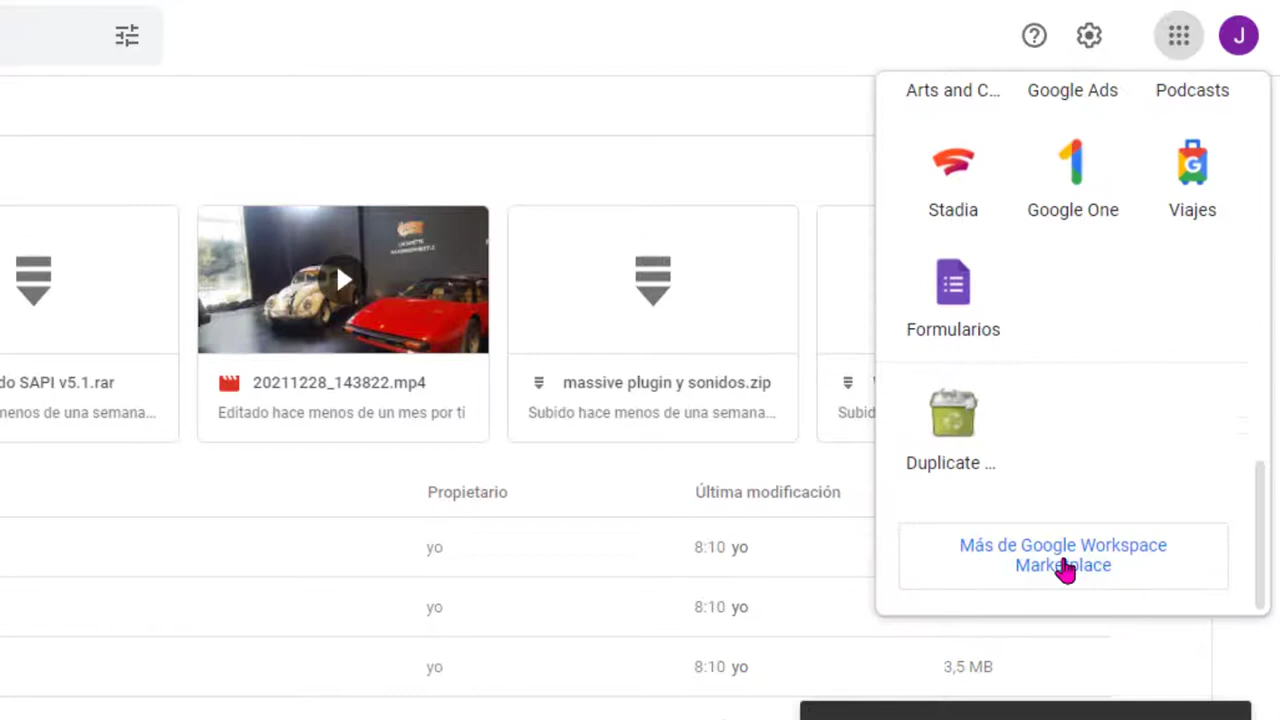 J
Arts and C... Google Ads Podcasts
Stadia Google One Viajes
Formularios
Duplicate ...
Más de Google Workspace
Marketplace
do SAPI v5.1.rar
menos de una semana...
20211228_143822.mp4
Editado hace menos de un mes por ti
massive plugin y sonidos.zip
Subido hace menos de una semana...
Subid
Propietario Última modificación
yo 8:10 yo
yo 8:10 yo
yo 8:10 yo 3,5 MB